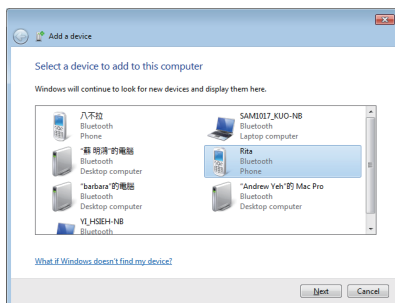 Add a device
Select a device to add to this computer
Windows will continue to look for new devices and display them here.
八不拉
Bluetooth
Phone
SAM1017_KUO-NB
Bluetooth
Laptop computer
"蘇 明鴻"的電腦
Bluetooth
Desktop computer
Rita
Bluetooth
Phone
"barbara"的電腦
Bluetooth
Desktop computer
"Andrew Yeh"的 Mac Pro
Bluetooth
Desktop computer
YI_HSIEH-NB
Bluetooth
What if Windows doesn't find my device?
Next
Cancel